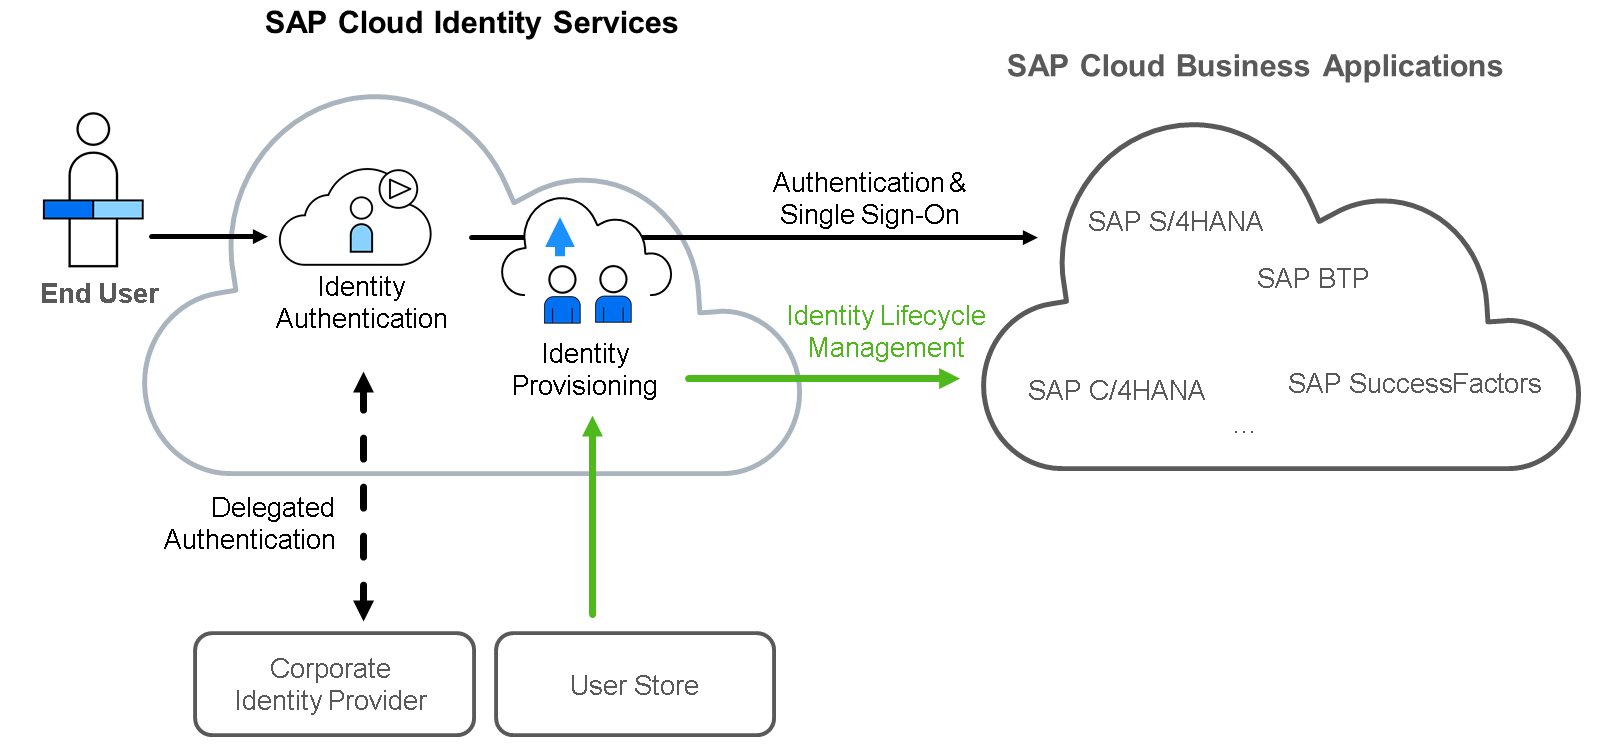 SAP Cloud Identity Services
SAP Cloud Business Applications
End User
Identity
Authentication
Identity
Provisioning
Authentication &
Single Sign-On
Identity Lifecycle
Management
SAP S/4HANA
SAP BTP
SAP C/4HANA
SAP SuccessFactors
...
Delegated
Authentication
Corporate
Identity Provider
User Store